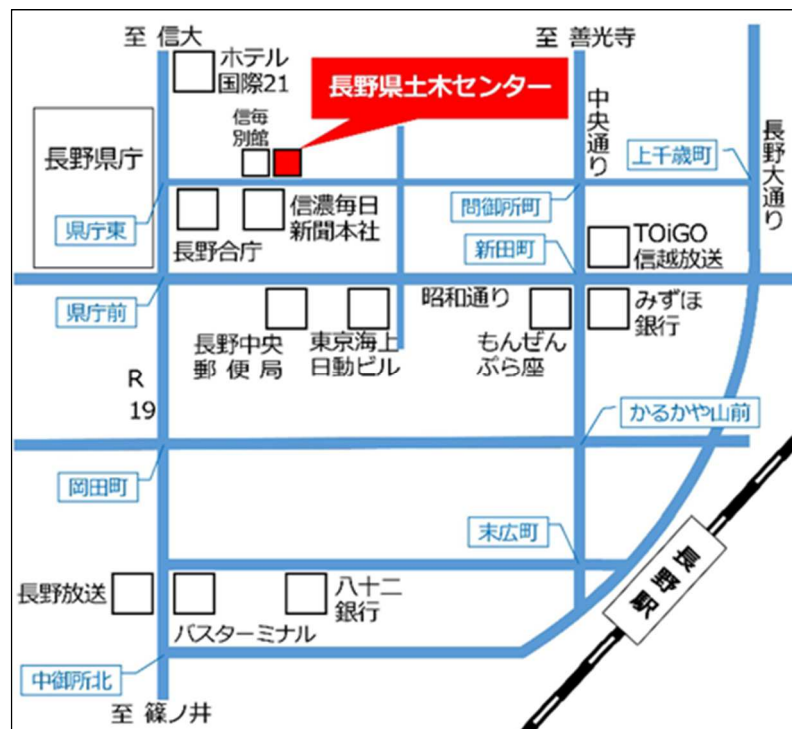 至 信大
至 善光寺
ホテル
国際21
長野県土木センター
信毎
別館
中央通り
長野大通り
長野県庁
上千歳町
県庁東
問御所町
信濃毎日
新聞本社
長野合庁
TOiGO
信越放送
新田町
県庁前
昭和通り
みずほ
銀行
長野中央
郵便局
東京海上
日動ビル
もんぜん
ぷら座
R
19
かるかや山前
岡田町
末広町
長野駅
長野放送
バスターミナル
八十二
銀行
中御所北
至 篠ノ井